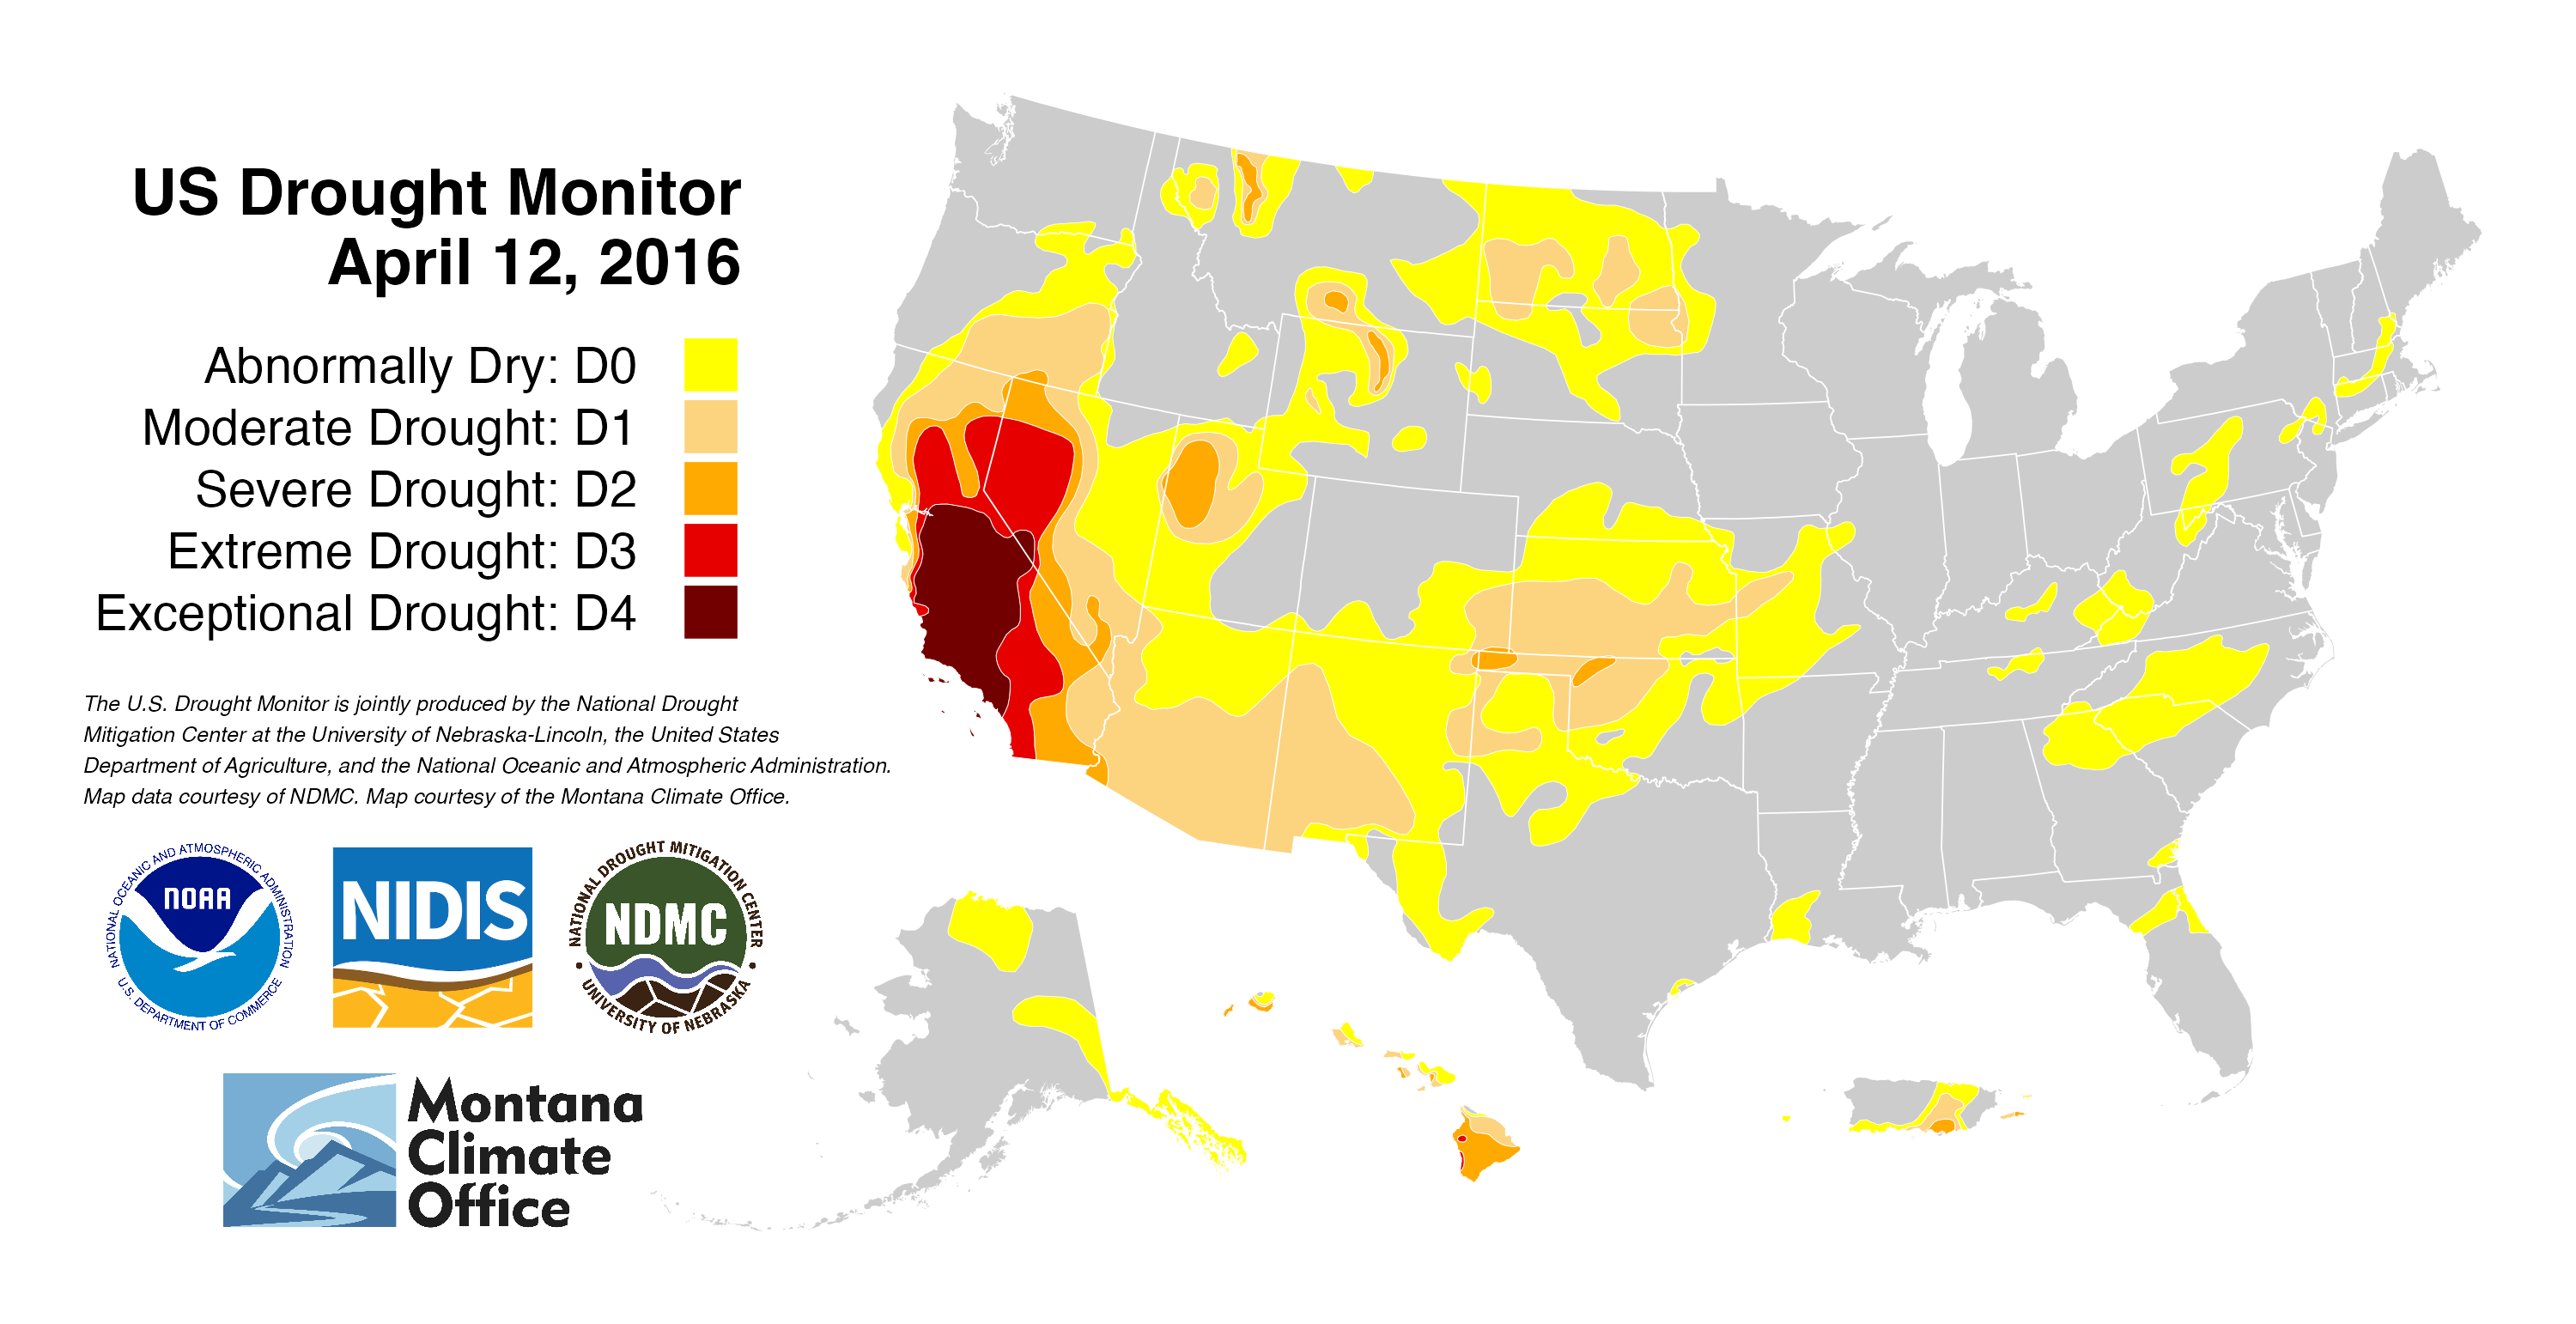 US Drought Monitor
April 12, 2016
Abnormally Dry: D0
Moderate Drought: D1
Severe Drought: D2
Extreme Drought: D3
Exceptional Drought: D4
The U.S. Drought Monitor is jointly produced by the National Drought
Mitigation Center at the University of Nebraska-Lincoln, the United States
Department of Agriculture, and the National Oceanic and Atmospheric Administration.
Map data courtesy of NDMC. Map courtesy of the Montana Climate Office.
NATIONAL OCEANIC AND ATMOSPHERIC ADMINISTRATION
NOAA
U.S. DEPARTMENT OF COMMERCE
NIDIS
NATIONAL DROUGHT MITIGATION CENTER
NDMC
• UNIVERSITY OF NEBRASKA •
Montana
Climate
Office